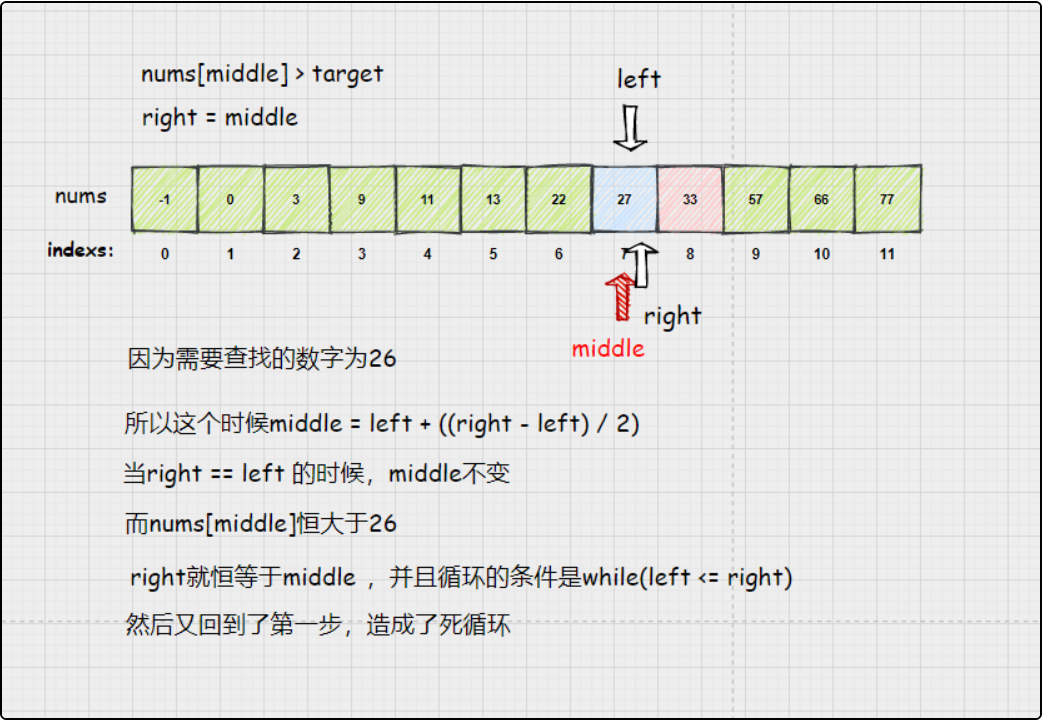 nums[middle] > target
left
right = middle
nums -1 0 3 9 11 13 22 27 33 57 66 77
indexs: 0 1 2 3 4 5 6 7 8 9 10 11
right
middle
因为需要查找的数字为26
所以这个时候middle = left + ((right - left) / 2)
当right == left 的时候，middle不变
而nums[middle]恒大于26
right就恒等于middle ，并且循环的条件是while(left <= right)
然后又回到了第一步，造成了死循环